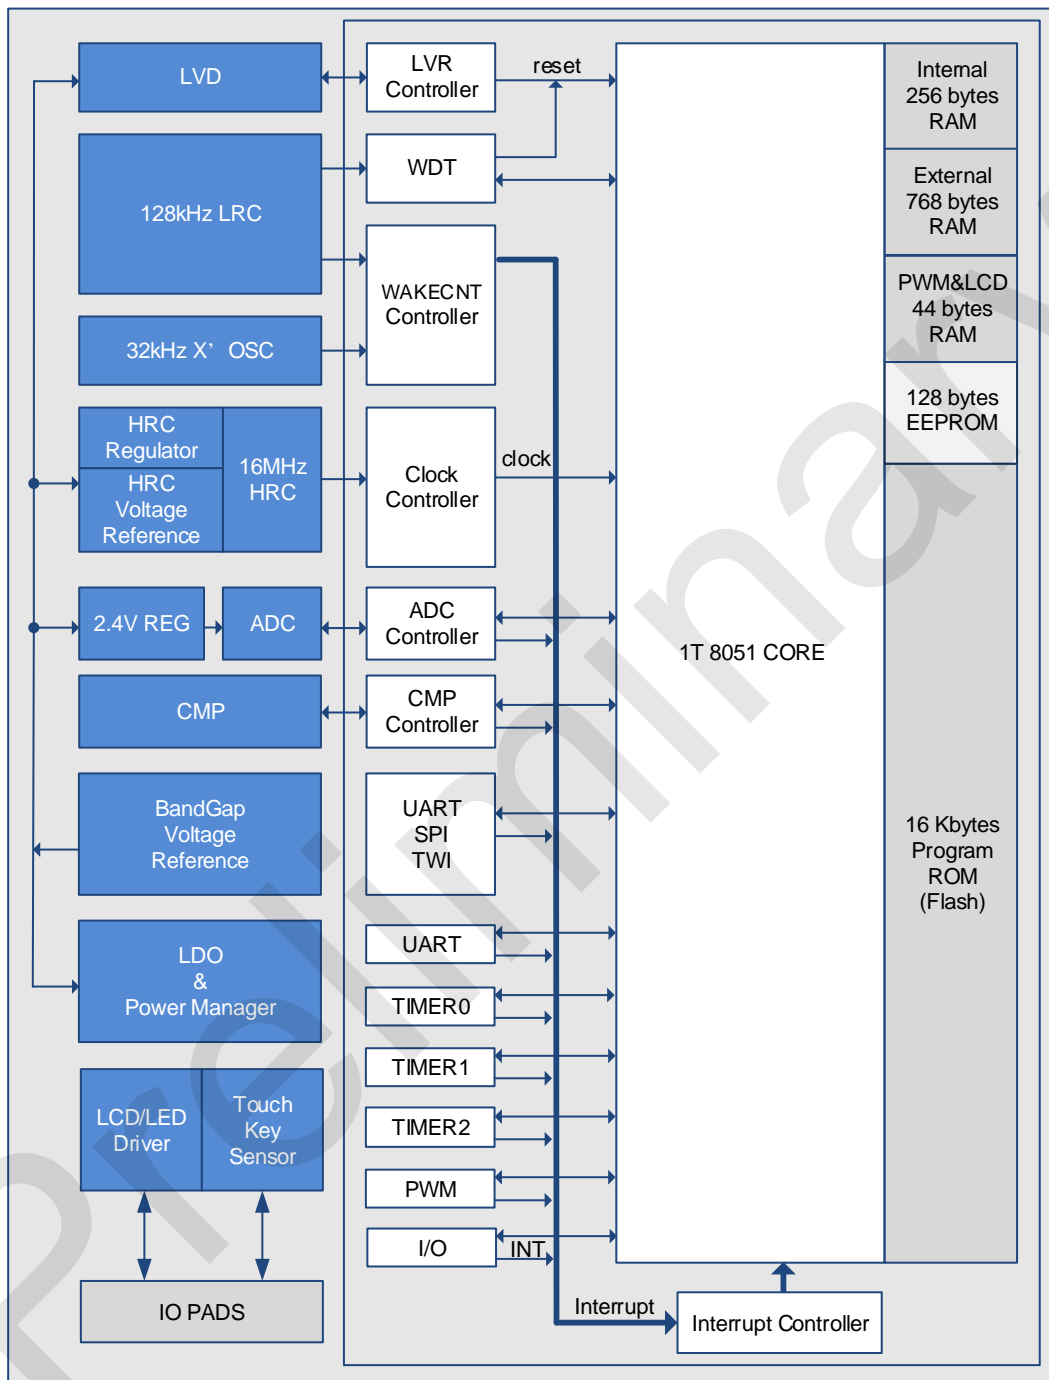 LVD
LVR
Controller
reset
Internal
256 bytes
RAM
128kHz LRC
WDT
External
768 bytes
RAM
WAKECNT
Controller
PWM&LCD
44 bytes
RAM
32kHz X’ OSC
128 bytes
EEPROM
HRC
Regulator
HRC
Voltage
Reference
16MHz
HRC
Clock
Controller
clock
2.4V REG
ADC
ADC
Controller
1T 8051 CORE
CMP
CMP
Controller
BandGap
Voltage
Reference
UART
SPI
TWI
16 Kbytes
Program
ROM
(Flash)
LDO
&
Power Manager
UART
TIMER0
TIMER1
LCD/LED
Driver
Touch
Key
Sensor
TIMER2
PWM
I/O
INT
IO PADS
Interrupt
Interrupt Controller
Preliminary